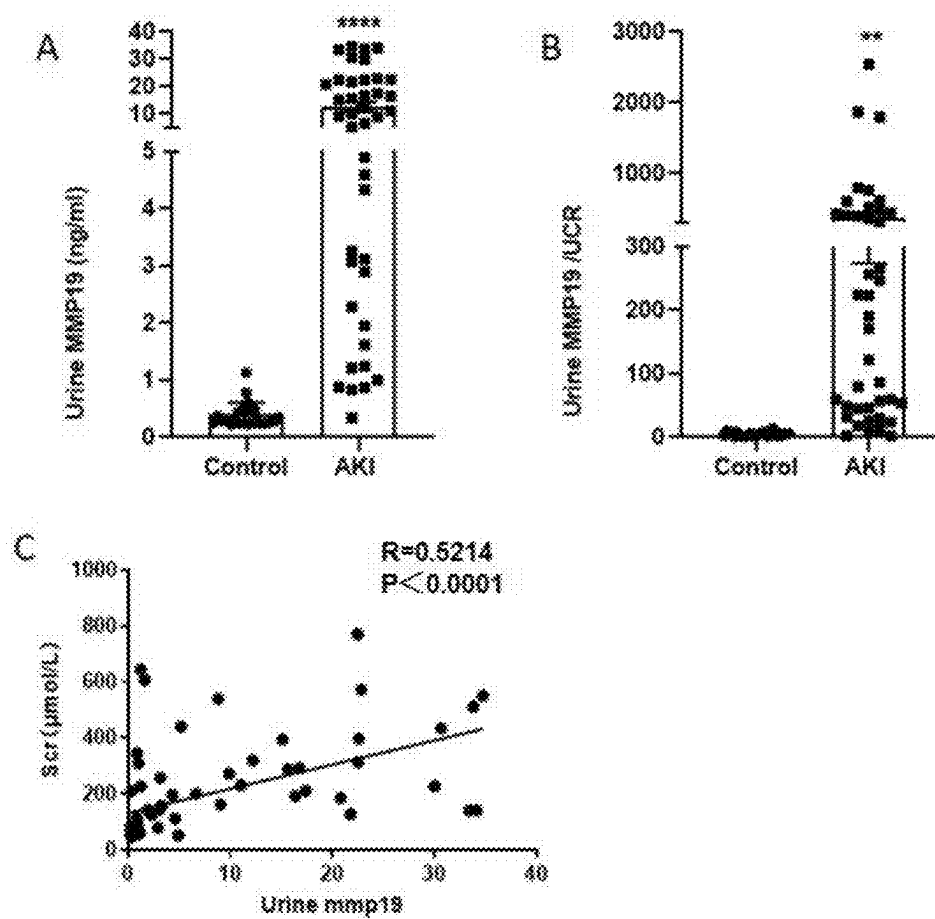 A
****
40
30
20
10
5
4
3
2
1
0
Urine MMP19 (ng/ml)
Control
AKI
B
**
3000
2000
1000
300
200
100
0
Urine MMP19 /UCR
Control
AKI
C
R=0.5214
P<0.0001
1000
800
600
400
200
0
Scr (μmol/L)
0
10
20
30
40
Urine mmp19